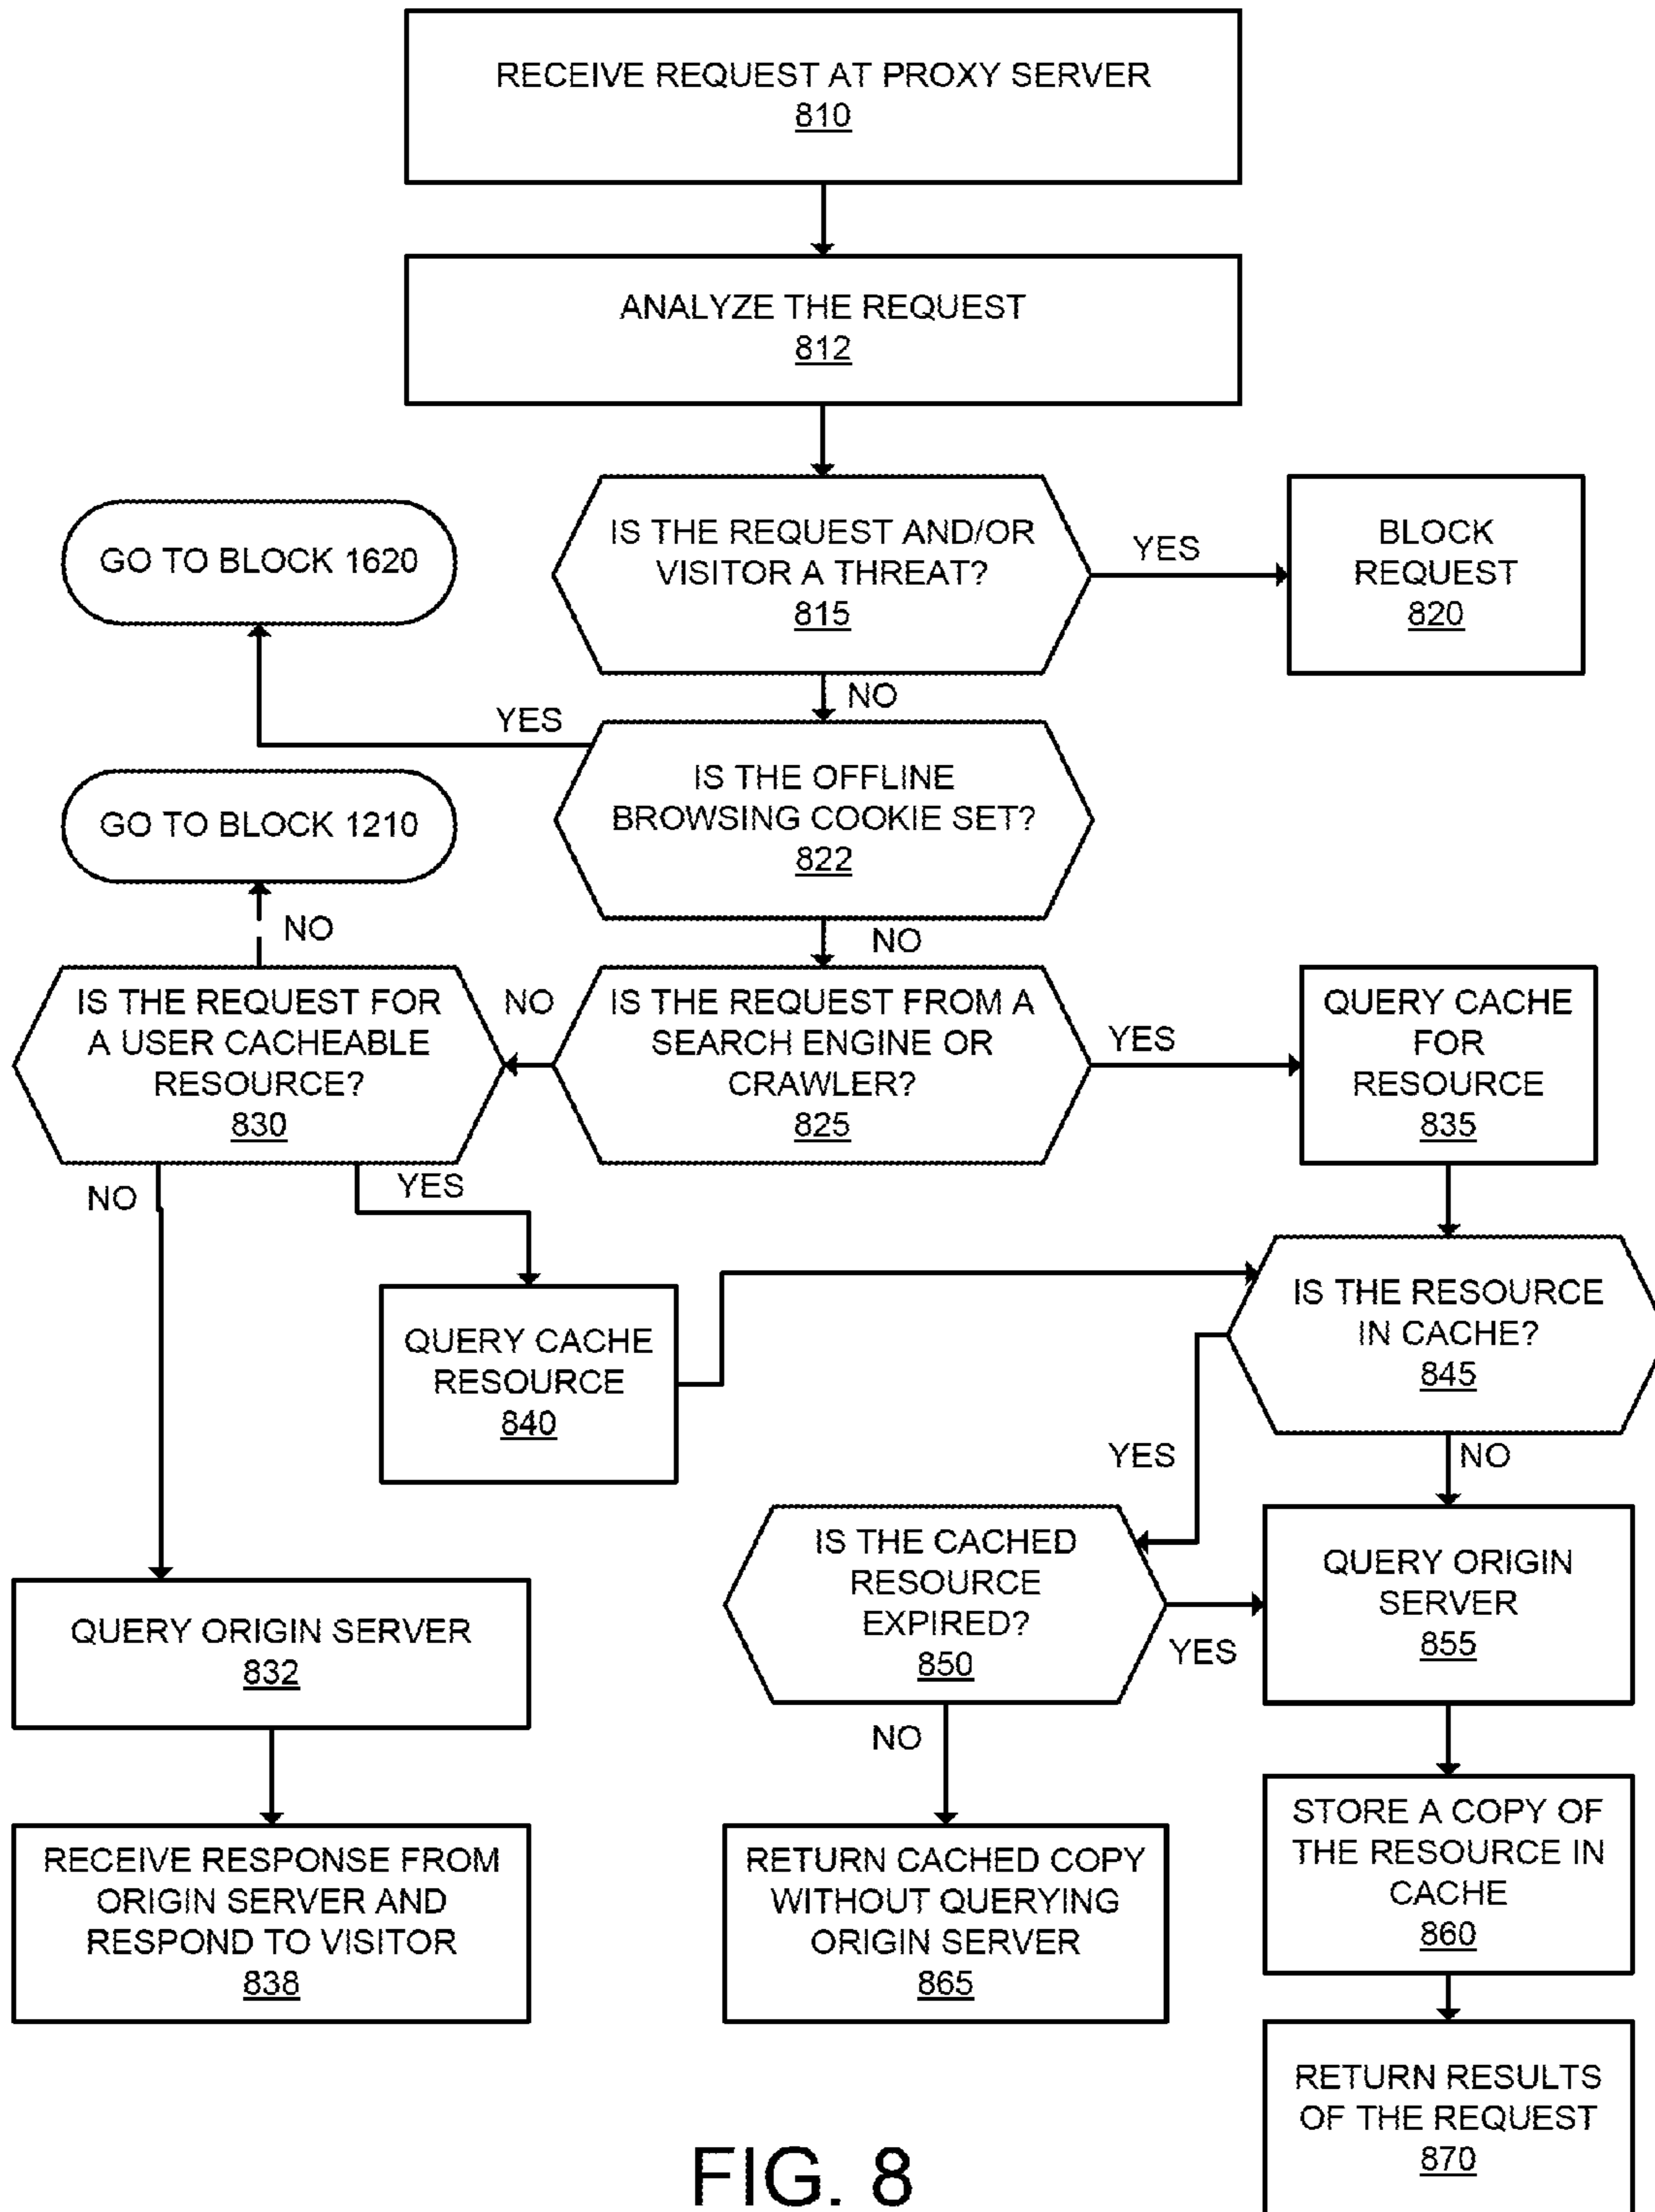 RECEIVE REQUEST AT PROXY SERVER
810
ANALYZE THE REQUEST
812
IS THE REQUEST AND/OR
VISITOR A THREAT?
815
YES
BLOCK
REQUEST
820
GO TO BLOCK 1620
NO
YES
IS THE OFFLINE
BROWSING COOKIE SET?
822
GO TO BLOCK 1210
NO
NO
IS THE REQUEST FOR
A USER CACHEABLE
RESOURCE?
830
NO
IS THE REQUEST FROM A
SEARCH ENGINE OR
CRAWLER?
825
YES
QUERY CACHE
FOR
RESOURCE
835
NO
YES
QUERY CACHE
RESOURCE
840
IS THE RESOURCE
IN CACHE?
845
YES
NO
IS THE CACHED
RESOURCE
EXPIRED?
850
YES
QUERY ORIGIN
SERVER
855
QUERY ORIGIN SERVER
832
NO
STORE A COPY OF
THE RESOURCE IN
CACHE
860
RECEIVE RESPONSE FROM
ORIGIN SERVER AND
RESPOND TO VISITOR
838
RETURN CACHED COPY
WITHOUT QUERYING
ORIGIN SERVER
865
RETURN RESULTS
OF THE REQUEST
870
FIG. 8